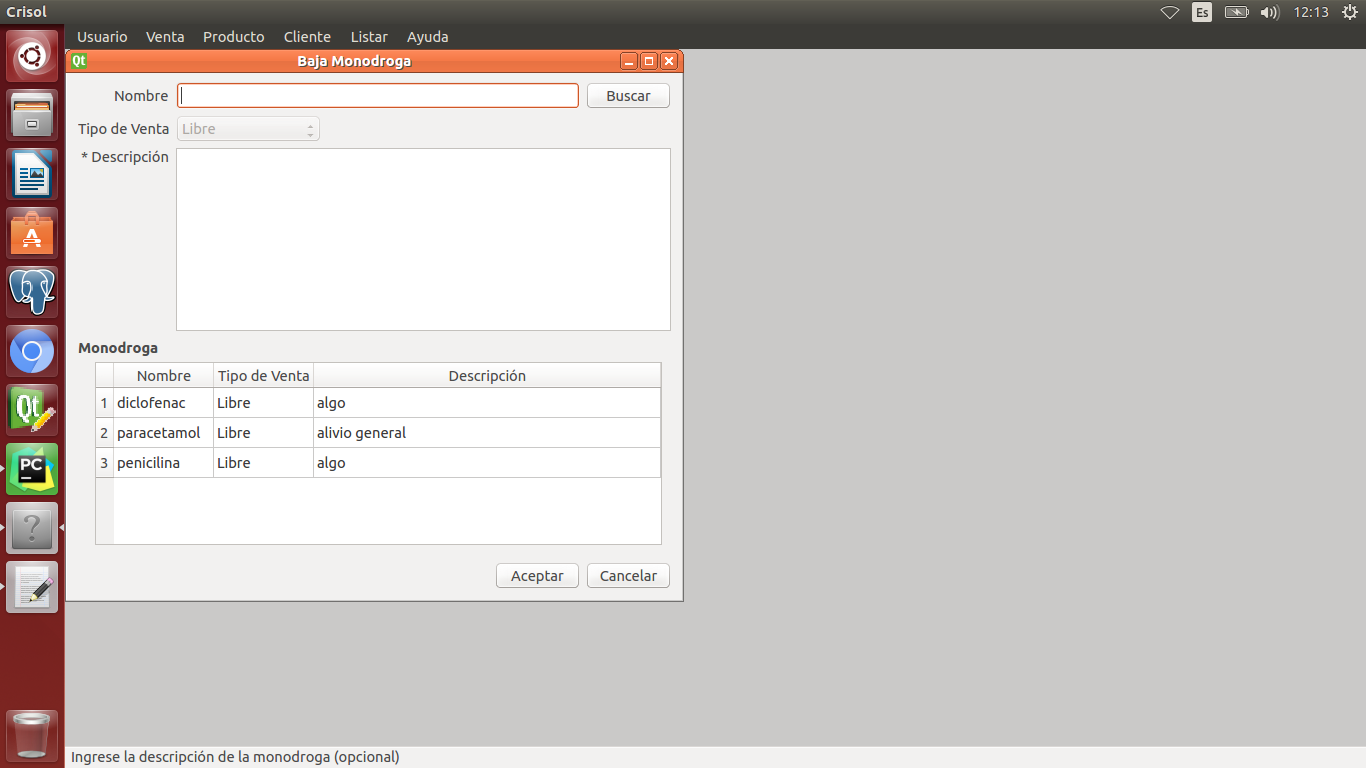 Crisol
Es
12:13
Usuario Venta Producto Cliente Listar Ayuda
Qt Baja Monodroga
Nombre
Buscar
Tipo de Venta Libre
* Descripción
Monodroga
Nombre Tipo de Venta Descripción
1 diclofenac Libre algo
2 paracetamol Libre alivio general
3 penicilina Libre algo
Aceptar Cancelar
Qt
PC
?
Ingrese la descripción de la monodroga (opcional)